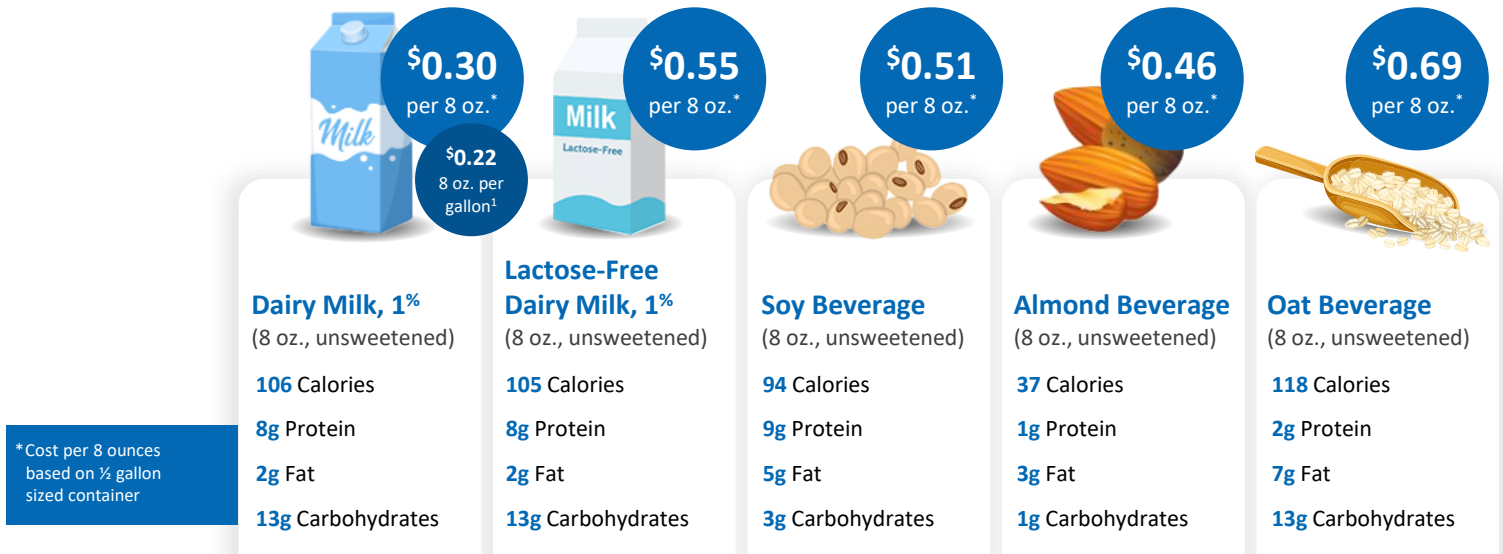 $0.30
per 8 oz.*
$0.22
8 oz. per
gallon1
Milk
Dairy Milk, 1%
(8 oz., unsweetened)
106 Calories
8g Protein
2g Fat
13g Carbohydrates
$0.55
per 8 oz.*
Milk
Lactose-Free
Lactose-Free
Dairy Milk, 1%
(8 oz., unsweetened)
105 Calories
8g Protein
2g Fat
13g Carbohydrates
$0.51
per 8 oz.*
Soy Beverage
(8 oz., unsweetened)
94 Calories
9g Protein
5g Fat
3g Carbohydrates
$0.46
per 8 oz.*
Almond Beverage
(8 oz., unsweetened)
37 Calories
1g Protein
3g Fat
1g Carbohydrates
$0.69
per 8 oz.*
Oat Beverage
(8 oz., unsweetened)
118 Calories
2g Protein
7g Fat
13g Carbohydrates
*Cost per 8 ounces
based on ½ gallon
sized container